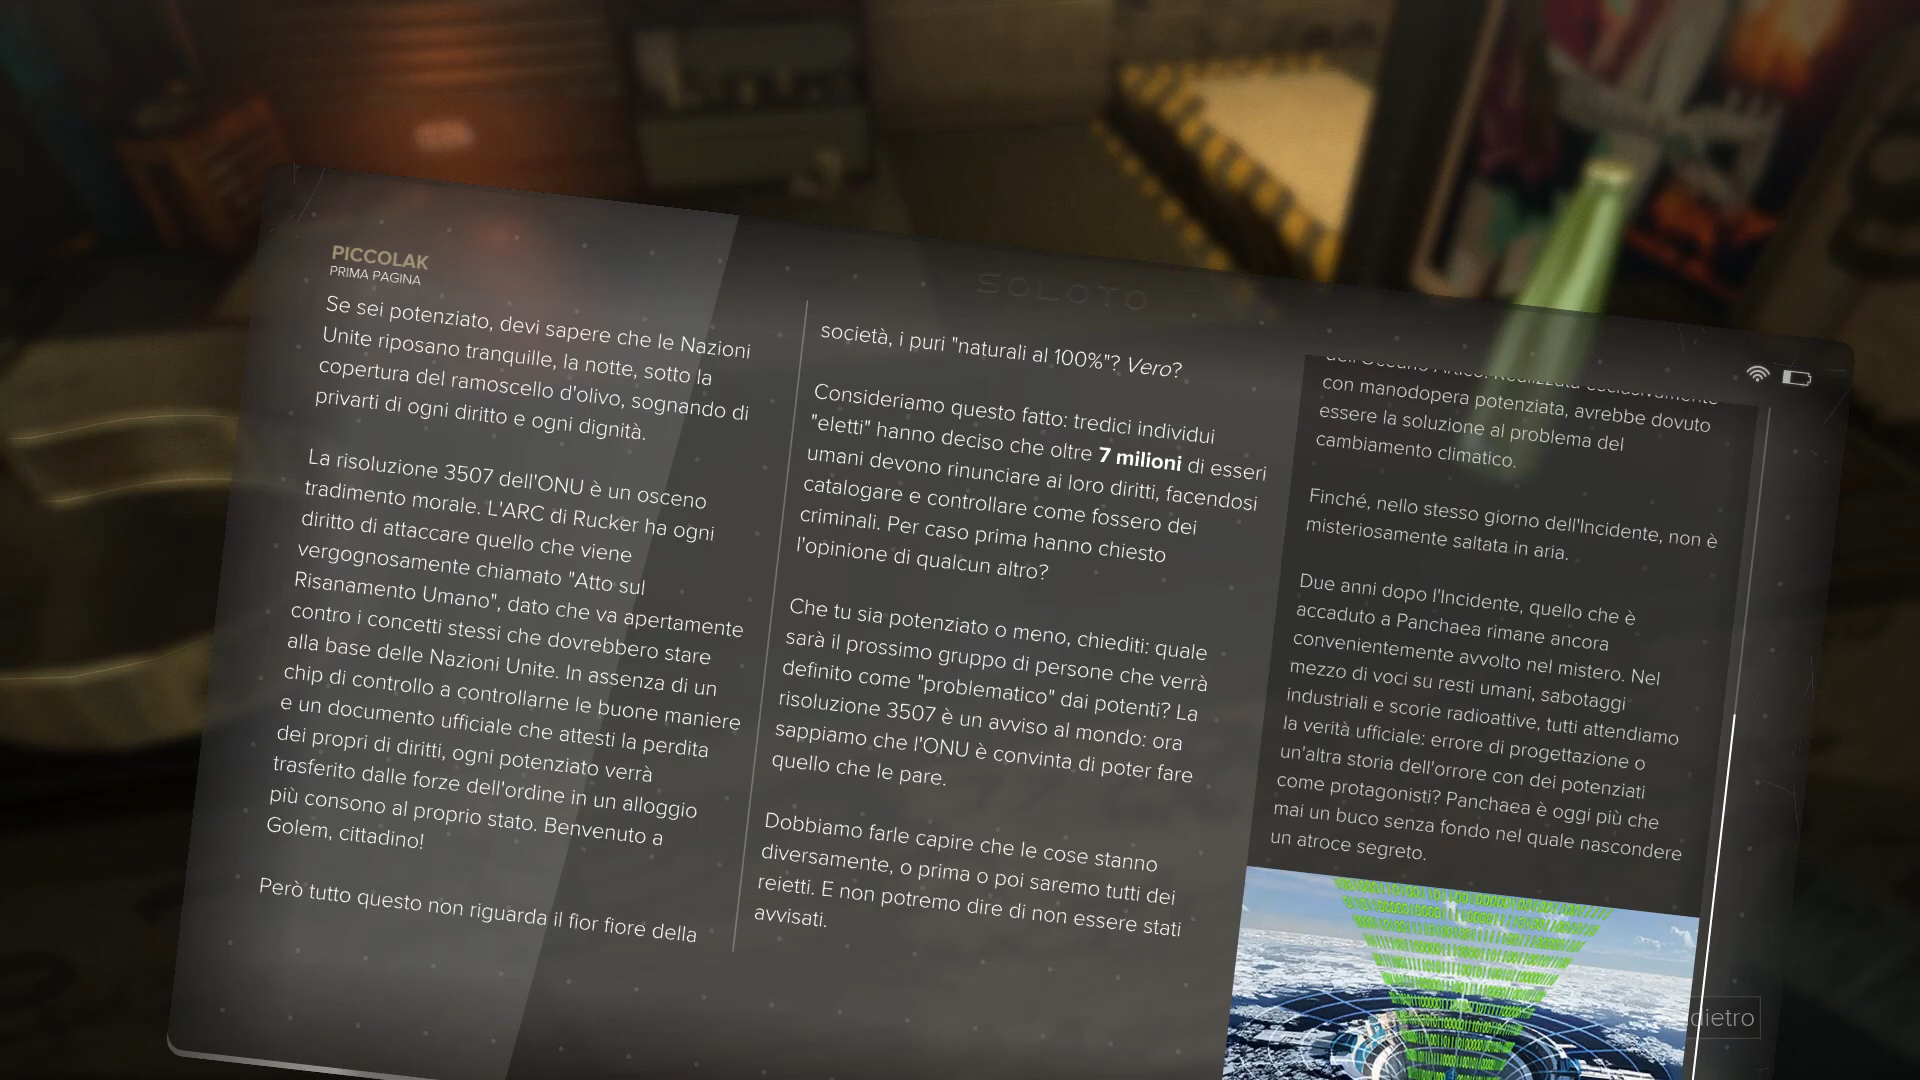 PICCOLAK
PRIMA PAGINA
Se sei potenziato, devi sapere che le Nazioni
Unite riposano tranquille, la notte, sotto la
copertura del ramoscello d'olivo, sognando di
privarti di ogni diritto e ogni dignità.
La risoluzione 3507 dell'ONU è un osceno
tradimento morale. L'ARC di Rucker ha ogni
diritto di attaccare quello che viene
vergognosamente chiamato "Atto sul
Risanamento Umano", dato che va apertamente
contro i concetti stessi che dovrebbero stare
alla base delle Nazioni Unite. In assenza di un
chip di controllo a controllarne le buone maniere
e un documento ufficiale che attesti la perdita
dei propri di diritti, ogni potenziato verrà
trasferito dalle forze dell'ordine in un alloggio
più consono al proprio stato. Benvenuto a
Golem, cittadino!
Però tutto questo non riguarda il fior fiore della
SOLOTO
società, i puri "naturali al 100%"? Vero?
Consideriamo questo fatto: tredici individui
"eletti" hanno deciso che oltre 7 milioni di esseri
umani devono rinunciare ai loro diritti, facendosi
catalogare e controllare come fossero dei
criminali. Per caso prima hanno chiesto
l'opinione di qualcun altro?
Che tu sia potenziato o meno, chiediti: quale
sarà il prossimo gruppo di persone che verrà
definito come "problematico" dai potenti? La
risoluzione 3507 è un avviso al mondo: ora
sappiamo che l'ONU è convinta di poter fare
quello che le pare.
Dobbiamo farle capire che le cose stanno
diversamente, o prima o poi saremo tutti dei
reietti. E non potremo dire di non essere stati
avvisati.
dell'Oceano Artico. Realizzata esclusivamente
con manodopera potenziata, avrebbe dovuto
essere la soluzione al problema del
cambiamento climatico.
Finché, nello stesso giorno dell'Incidente, non è
misteriosamente saltata in aria.
Due anni dopo l'Incidente, quello che è
accaduto a Panchaea rimane ancora
convenientemente avvolto nel mistero. Nel
mezzo di voci su resti umani, sabotaggi
industriali e scorie radioattive, tutti attendiamo
la verità ufficiale: errore di progettazione o
un'altra storia dell'orrore con dei potenziati
come protagonisti? Panchaea è oggi più che
mai un buco senza fondo nel quale nascondere
un atroce segreto.
dietro